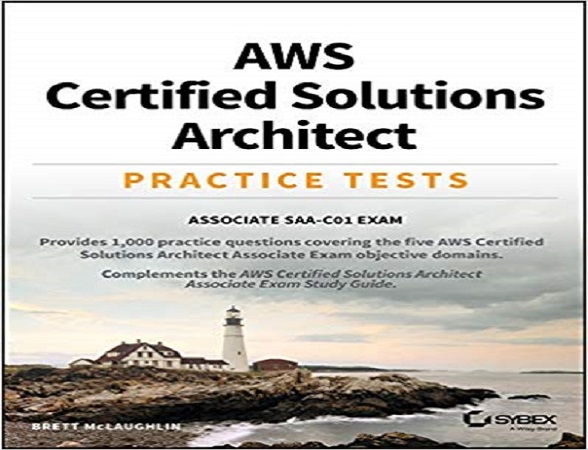 AWS
Certified Solutions
Architect
PRACTICE TESTS
ASSOCIATE SAA-C01 EXAM
Provides 1,000 practice questions covering the five AWS Certified
Solutions Architect Associate Exam objective domains.
Complements the AWS Certified Solutions Architect
Associate Exam Study Guide.
BRETT McLAUGHLIN
SYBEX
A Wiley Brand